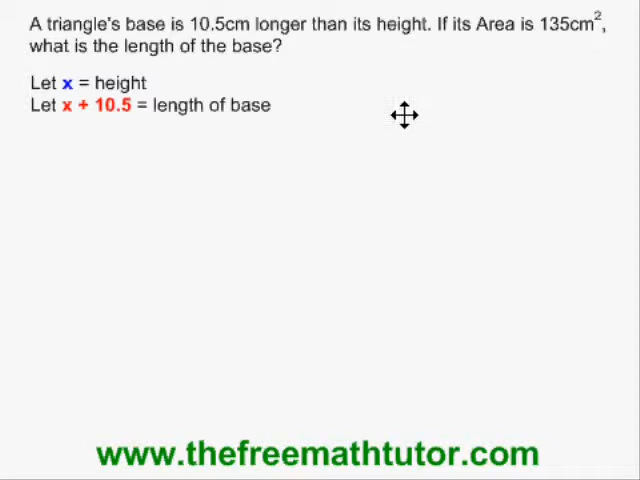 A triangle's base is 10.5cm longer than its height. If its Area is 135cm²,
what is the length of the base?
Let x = height
Let x + 10.5 = length of base
www.thefreemathtutor.com